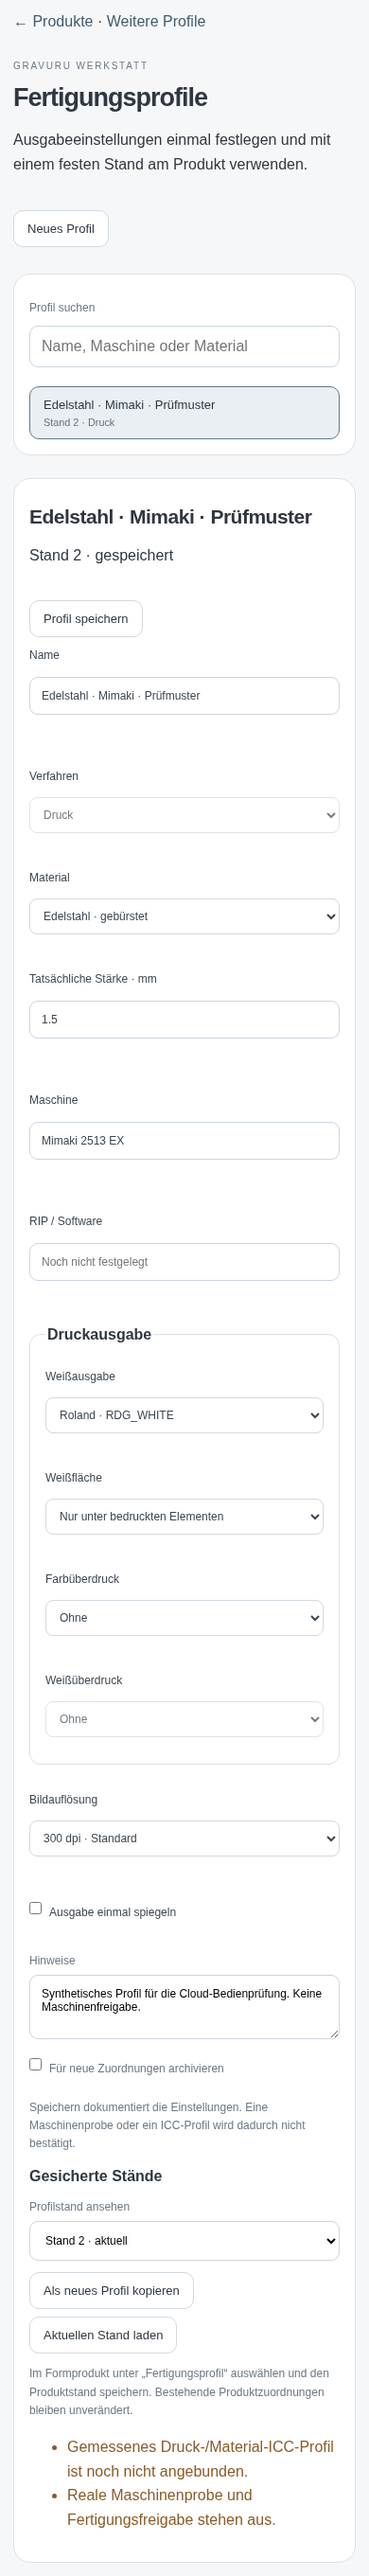 ← Produkte · Weitere Profile
GRAVURU WERKSTATT
Fertigungsprofile
Ausgabeeinstellungen einmal festlegen und mit
einem festen Stand am Produkt verwenden.
Neues Profil
Profil suchen
Name, Maschine oder Material
Edelstahl · Mimaki · Prüfmuster
Stand 2 · Druck
Edelstahl · Mimaki · Prüfmuster
Stand 2 · gespeichert
Profil speichern
Name
Edelstahl · Mimaki · Prüfmuster
Verfahren
Druck
Material
Edelstahl · gebürstet
Tatsächliche Stärke · mm
1.5
Maschine
Mimaki 2513 EX
RIP / Software
Noch nicht festgelegt
Druckausgabe
Weißausgabe
Roland · RDG_WHITE
Weißfläche
Nur unter bedruckten Elementen
Farbüberdruck
Ohne
Weißüberdruck
Ohne
Bildauflösung
300 dpi · Standard
Ausgabe einmal spiegeln
Hinweise
Synthetisches Profil für die Cloud-Bedienprüfung. Keine
Maschinenfreigabe.
Für neue Zuordnungen archivieren
Speichern dokumentiert die Einstellungen. Eine
Maschinenprobe oder ein ICC-Profil wird dadurch nicht
bestätigt.
Gesicherte Stände
Profilstand ansehen
Stand 2 · aktuell
Als neues Profil kopieren
Aktuellen Stand laden
Im Formprodukt unter „Fertigungsprofil“ auswählen und den
Produktstand speichern. Bestehende Produktzuordnungen
bleiben unverändert.
• Gemessenes Druck-/Material-ICC-Profil
ist noch nicht angebunden.
• Reale Maschinenprobe und
Fertigungsfreigabe stehen aus.